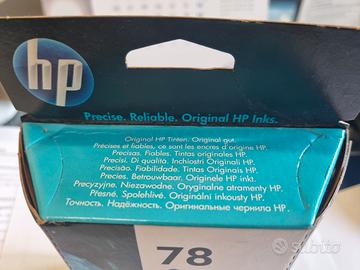 hp
Precise. Reliable. Original HP Inks.
Original HP Tinten. Original gut.
Précises et fiables, ce sont les encres d'origine HP.
Precisas. Fiables. Tintas originales HP.
Precisi. Di qualità. Inchiostri Originali HP.
Precisão. Fiabilidade. Tintas Originais HP.
Precies. Betrouwbaar. Originele HP inkt.
Precyzyjne. Niezawodne. Oryginalne atramenty HP.
Přesné. Spolehlivé. Originální inkousty HP.
Точность. Надёжность. Оригинальные чернила HP.
78
subito